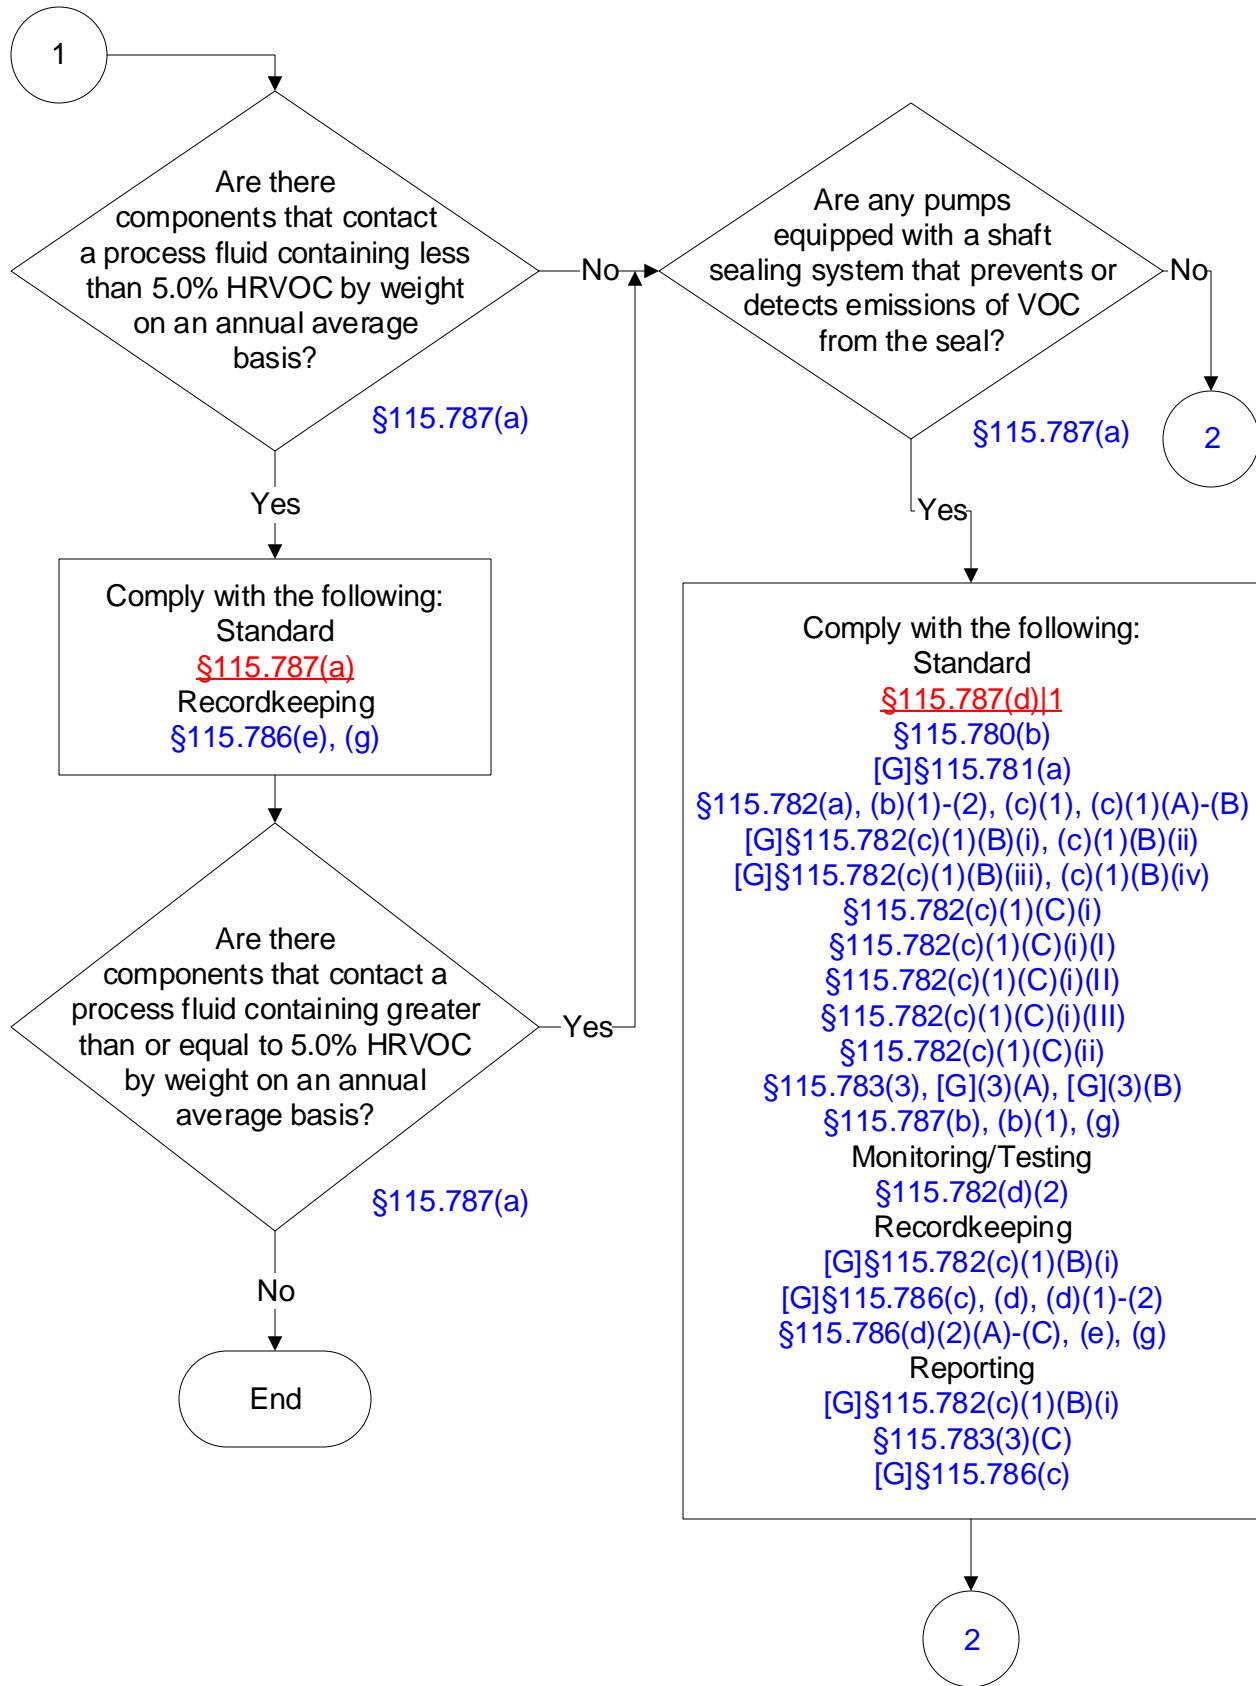 1
Are there
components that contact
a process fluid containing less
than 5.0% HRVOC by weight
on an annual average
basis?
§115.787(a)
No
Yes
Comply with the following:
Standard
§115.787(a)
Recordkeeping
§115.786(e), (g)
Are there
components that contact a
process fluid containing greater
than or equal to 5.0% HRVOC
by weight on an annual
average basis?
§115.787(a)
Yes
No
End
Are any pumps
equipped with a shaft
sealing system that prevents or
detects emissions of VOC
from the seal?
§115.787(a)
No
2
Yes
Comply with the following:
Standard
§115.787(d)|1
§115.780(b)
[G]§115.781(a)
§115.782(a), (b)(1)-(2), (c)(1), (c)(1)(A)-(B)
[G]§115.782(c)(1)(B)(i), (c)(1)(B)(ii)
[G]§115.782(c)(1)(B)(iii), (c)(1)(B)(iv)
§115.782(c)(1)(C)(i)
§115.782(c)(1)(C)(i)(I)
§115.782(c)(1)(C)(i)(II)
§115.782(c)(1)(C)(i)(III)
§115.782(c)(1)(C)(ii)
§115.783(3), [G](3)(A), [G](3)(B)
§115.787(b), (b)(1), (g)
Monitoring/Testing
§115.782(d)(2)
Recordkeeping
[G]§115.782(c)(1)(B)(i)
[G]§115.786(c), (d), (d)(1)-(2)
§115.786(d)(2)(A)-(C), (e), (g)
Reporting
[G]§115.782(c)(1)(B)(i)
§115.783(3)(C)
[G]§115.786(c)
2